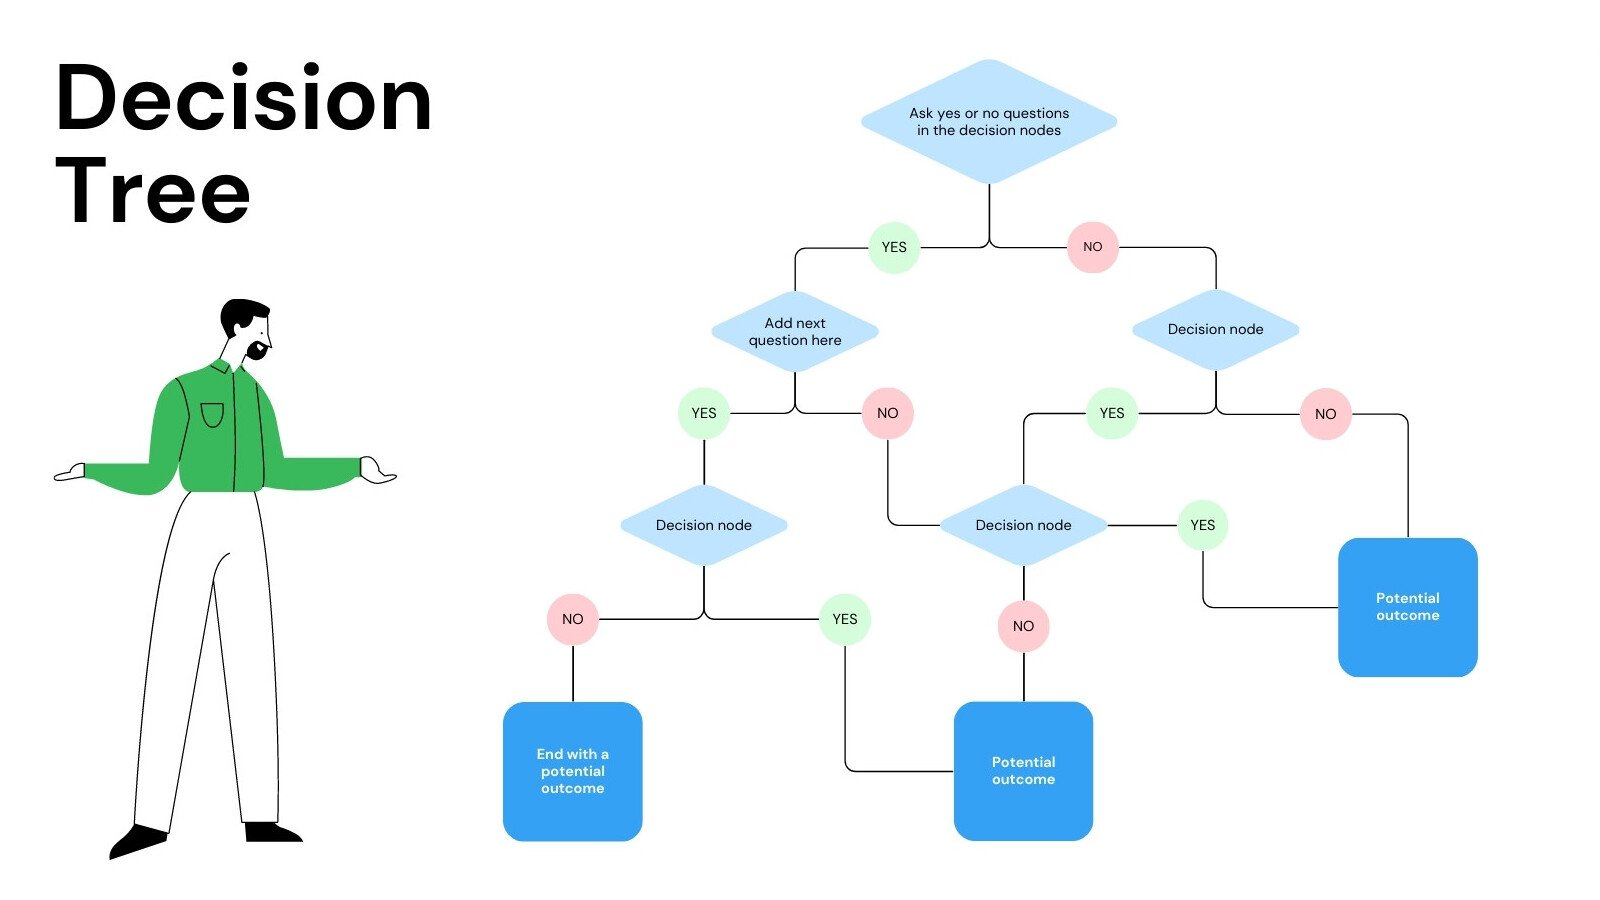 Decision
Tree
Ask yes or no questions
in the decision nodes
YES
NO
Add next
question here
Decision node
YES
NO
YES
NO
Decision node
Decision node
YES
NO
YES
NO
Potential
outcome
End with a
potential
outcome
Potential
outcome